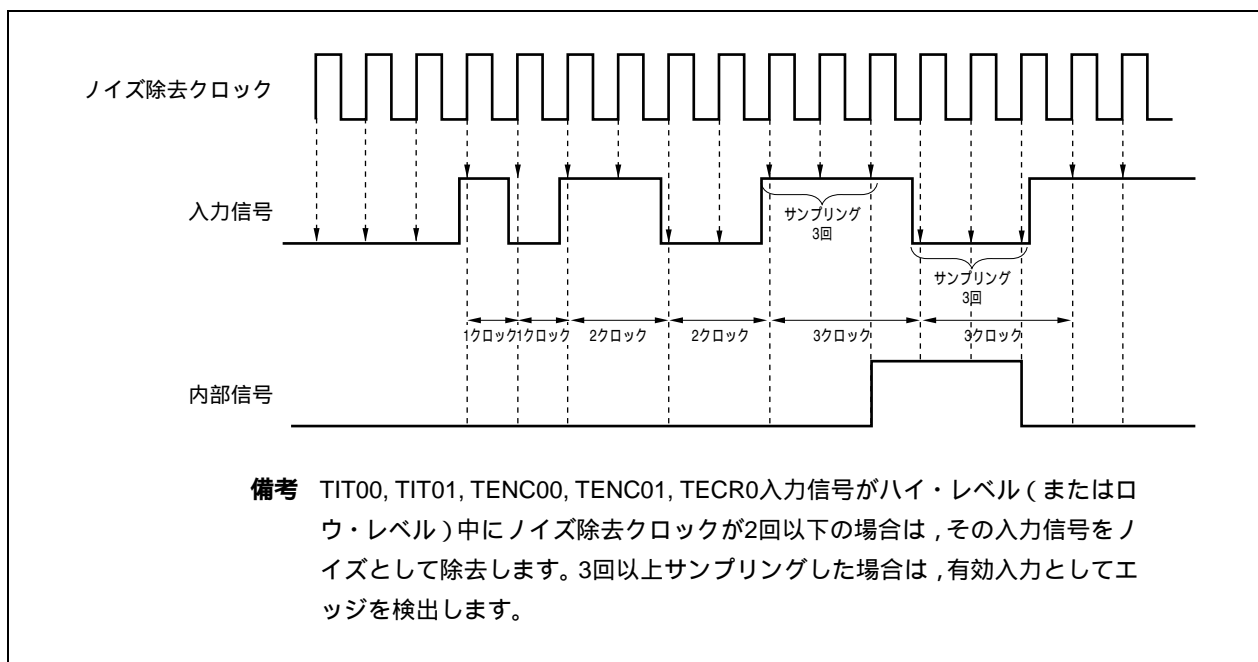 ノイズ除去クロック
入力信号
サンプリング
3回
サンプリング
3回
1クロック 1クロック 2クロック 2クロック 3クロック 3クロック
内部信号
備考 TIT00, TIT01, TENC00, TENC01, TECR0入力信号がハイ・レベル（またはロ
ウ・レベル）中にノイズ除去クロックが2回以下の場合は，その入力信号をノ
イズとして除去します。3回以上サンプリングした場合は，有効入力としてエ
ッジを検出します。